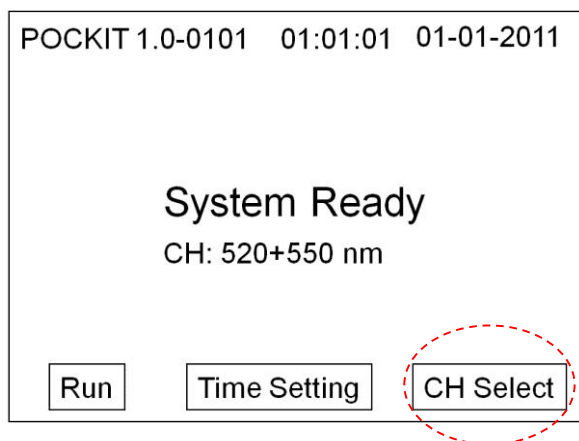 POCKIT 1.0-0101 01:01:01 01-01-2011
System Ready
CH: 520+550 nm
Run Time Setting CH Select